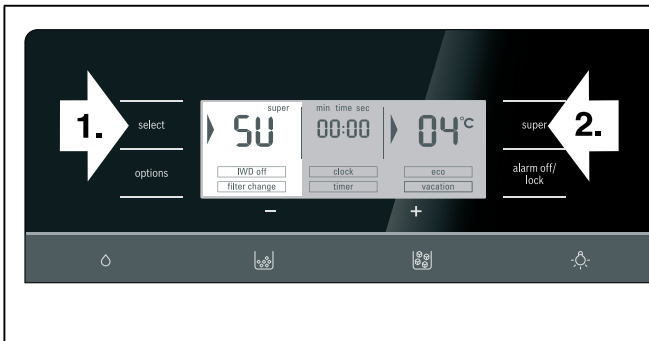 1.
select
options
super
SU
min time sec
00:00
04°C
IWD off
filter change
clock
timer
eco
vacation
super
2.
alarm off/
lock
−
+